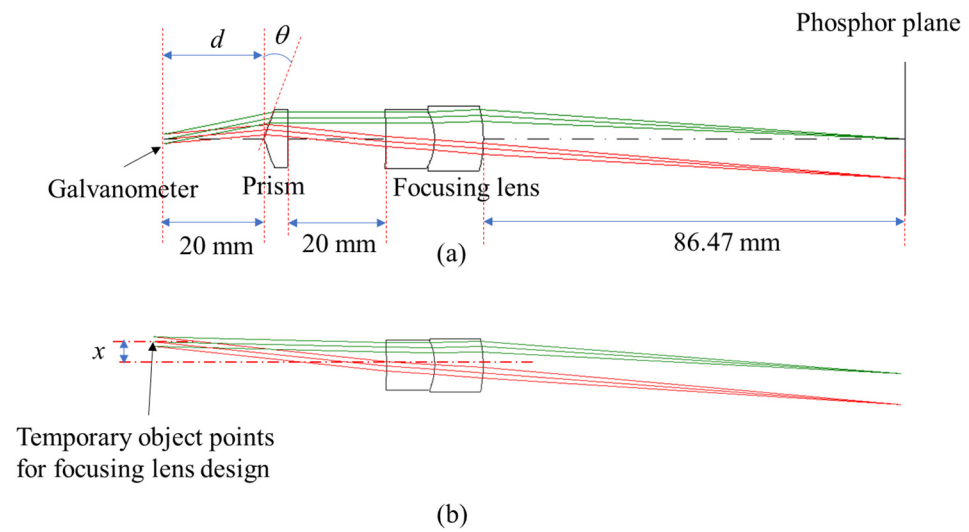 (a)
d
θ
Phosphor plane
Galvanometer
Prism
Focusing lens
20 mm
20 mm
86.47 mm
(a)
x
Temporary object points
for focusing lens design
(b)